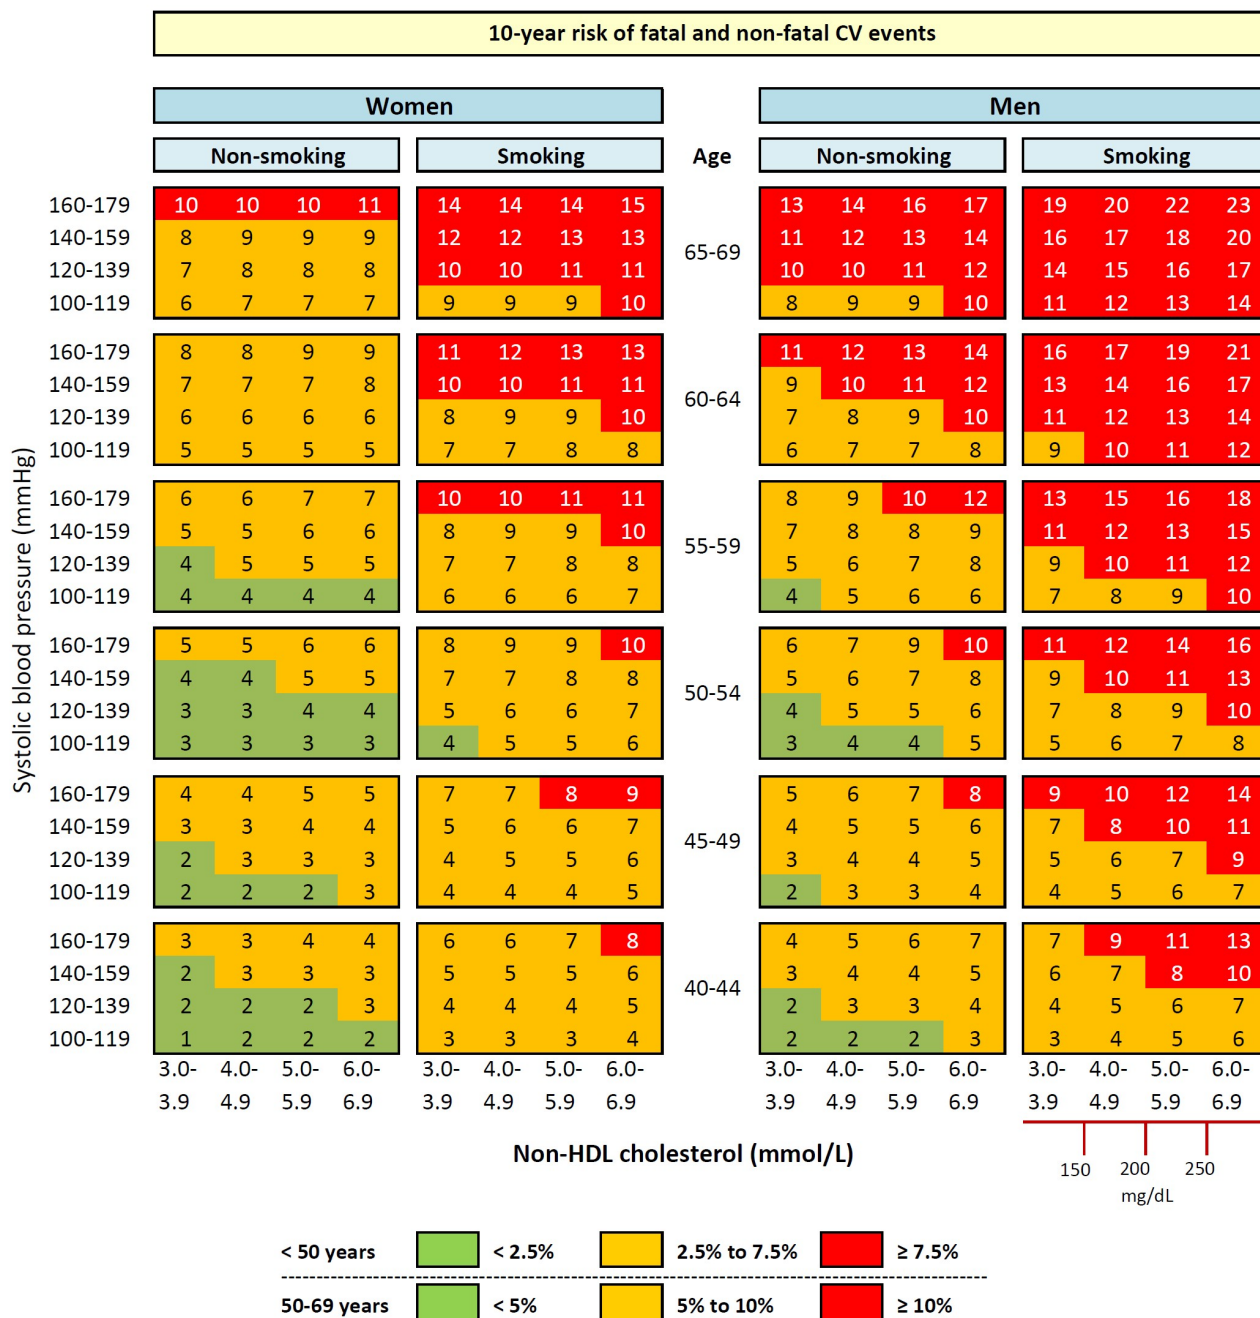 10-year risk of fatal and non-fatal CV events
Women Men
Non-smoking Smoking Age Non-smoking Smoking
Systolic blood pressure (mmHg)
160-179 10 10 10 11 14 14 14 15 13 14 16 17 19 20 22 23
140-159 8 9 9 9 12 12 13 13 11 12 13 14 16 17 18 20
65-69
120-139 7 8 8 8 10 10 11 11 10 10 11 12 14 15 16 17
100-119 6 7 7 7 9 9 9 10 8 9 9 10 11 12 13 14
160-179 8 8 9 9 11 12 13 13 11 12 13 14 16 17 19 21
140-159 7 7 7 8 10 10 11 11 9 10 11 12 13 14 16 17
60-64
120-139 6 6 6 6 8 9 9 10 7 8 9 10 11 12 13 14
100-119 5 5 5 5 7 7 8 8 6 7 7 8 9 10 11 12
160-179 6 6 7 7 10 10 11 11 8 9 10 12 13 15 16 18
140-159 5 5 6 6 8 9 9 10 7 8 8 9 11 12 13 15
55-59
120-139 4 5 5 5 7 7 8 8 5 6 7 8 9 10 11 12
100-119 4 4 4 4 6 6 6 7 4 5 6 6 7 8 9 10
160-179 5 5 6 6 8 9 9 10 6 7 9 10 11 12 14 16
140-159 4 4 5 5 7 7 8 8 5 6 7 8 9 10 11 13
50-54
120-139 3 3 4 4 5 6 6 7 4 5 5 6 7 8 9 10
100-119 3 3 3 3 4 5 5 6 3 4 4 5 5 6 7 8
160-179 4 4 5 5 7 7 8 9 5 6 7 8 9 10 12 14
140-159 3 3 4 4 5 6 6 7 4 5 5 6 7 8 10 11
45-49
120-139 2 3 3 3 4 5 5 6 3 4 4 5 5 6 7 9
100-119 2 2 2 3 4 4 4 5 2 3 3 4 4 5 6 7
160-179 3 3 4 4 6 6 7 8 4 5 6 7 7 9 11 13
140-159 2 3 3 3 5 5 5 6 3 4 4 5 6 7 8 10
40-44
120-139 2 2 2 3 4 4 4 5 2 3 3 4 4 5 6 7
100-119 1 2 2 2 3 3 3 4 2 2 2 3 3 4 5 6
3.0- 4.0- 5.0- 6.0- 3.0- 4.0- 5.0- 6.0- 3.0- 4.0- 5.0- 6.0- 3.0- 4.0- 5.0- 6.0-
3.9 4.9 5.9 6.9 3.9 4.9 5.9 6.9 3.9 4.9 5.9 6.9 3.9 4.9 5.9 6.9
Non-HDL cholesterol (mmol/L)
150 200 250
mg/dL
< 50 years < 2.5% 2.5% to 7.5% ≥ 7.5%
50-69 years < 5% 5% to 10% ≥ 10%